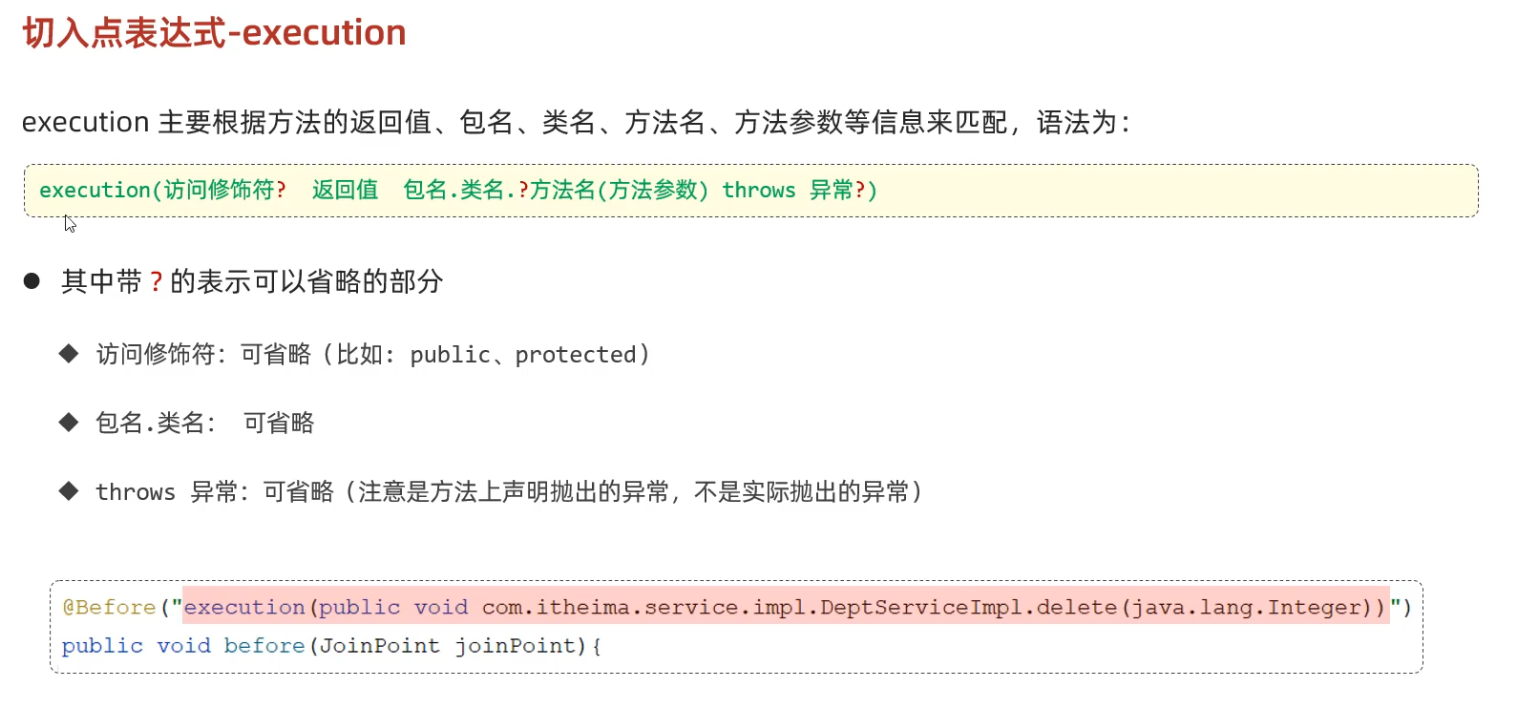 切入点表达式-execution
execution 主要根据方法的返回值、包名、类名、方法名、方法参数等信息来匹配，语法为：
execution(访问修饰符?  返回值  包名.类名.?方法名(方法参数) throws 异常?)
● 其中带 ? 的表示可以省略的部分
◆ 访问修饰符：可省略（比如: public、protected）
◆ 包名.类名： 可省略
◆ throws 异常：可省略（注意是方法上声明抛出的异常，不是实际抛出的异常）
@Before("execution(public void com.itheima.service.impl.DeptServiceImpl.delete(java.lang.Integer))")
public void before(JoinPoint joinPoint){